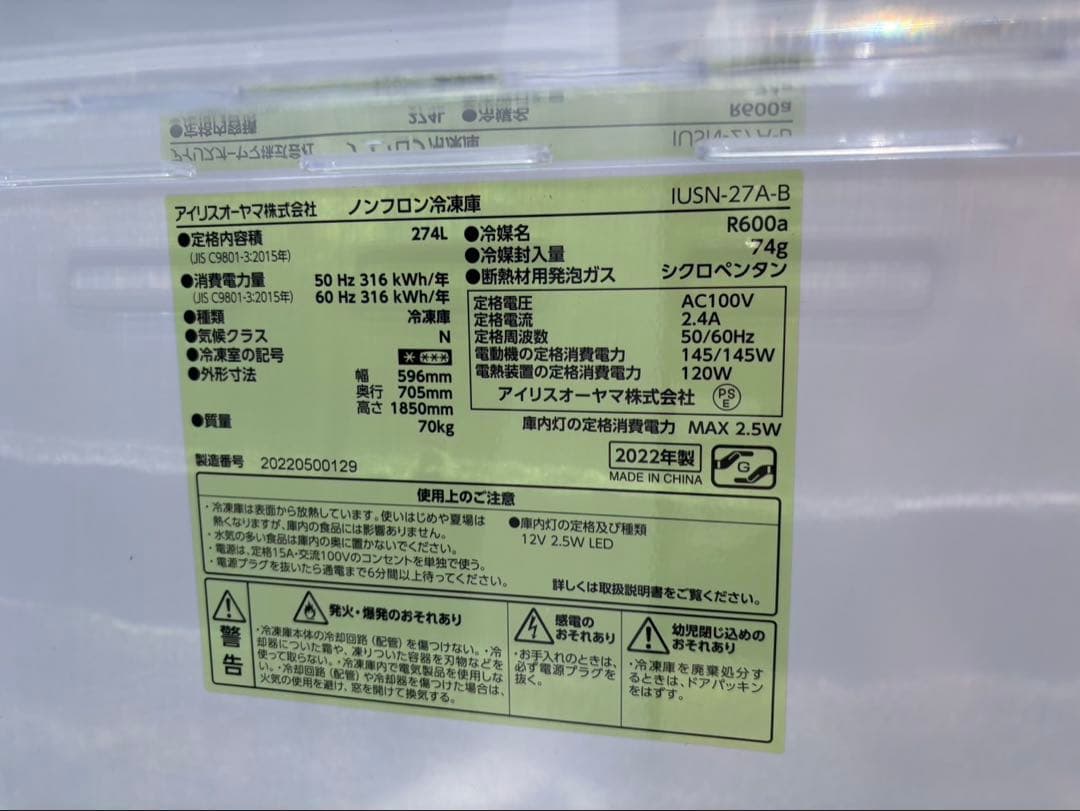 アイリスオーヤマ株式会社 ノンフロン冷凍庫 IUSN-27A-B
●定格内容積 274L
(JIS C9801-3:2015年)
●消費電力量 50 Hz 316 kWh/年
(JIS C9801-3:2015年) 60 Hz 316 kWh/年
●種類 冷凍庫
●気候クラス N
●冷凍室の記号
●外形寸法 幅 596mm
奥行 705mm
高さ 1850mm
●質量 70kg
製造番号 20220500129
●冷媒名 R600a
●冷媒封入量 74g
●断熱材用発泡ガス シクロペンタン
定格電圧 AC100V
定格電流 2.4A
定格周波数 50/60Hz
電動機の定格消費電力 145/145W
電熱装置の定格消費電力 120W
アイリスオーヤマ株式会社 PSE
庫内灯の定格消費電力 MAX 2.5W
2022年製
MADE IN CHINA
G
使用上のご注意
・冷凍庫は表面から放熱しています。使いはじめや夏場は
熱くなりますが、庫内の食品には影響ありません。
・水気の多い食品は庫内の奥に置かないでください。
・電源は、定格15A・交流100Vのコンセントを単独で使う。
・電源プラグを抜いたら通電まで6分間以上待ってください。
●庫内灯の定格及び種類
12V 2.5W LED
詳しくは取扱説明書をご覧ください。
警告
発火・爆発のおそれあり
・冷凍庫本体の冷却回路（配管）を傷つけない。・冷
却器についた霜や、凍りついた容器を刃物などを
使って取らない。・冷凍庫内で電気製品を使用しな
い。・冷却回路（配管）や冷却器を傷つけた場合は、
火気の使用を避け、窓を開けて換気する。
感電の
おそれあり
・お手入れのときは、
必ず電源プラグを
抜く。
幼児閉じ込めの
おそれあり
・冷凍庫を廃棄処分す
るときは、ドアパッキン
をはずす。